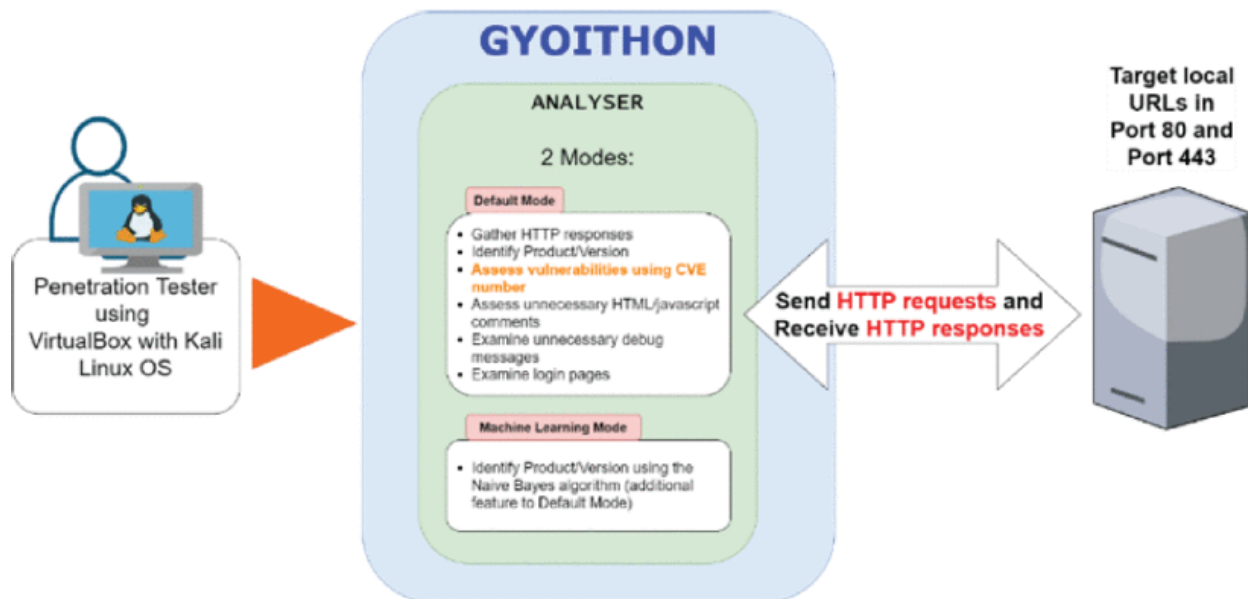 GYOITHON
ANALYSER
2 Modes:
Default Mode
Gather HTTP responses
Identify Product/Version
Assess vulnerabilities using CVE
number
Assess unnecessary HTML/javascript
comments
Examine unnecessary debug
messages
Examine login pages
Machine Learning Mode
Identify Product/Version using the
Naive Bayes algorithm (additional
feature to Default Mode)
Penetration Tester
using
VirtualBox with Kali
Linux OS
Send HTTP requests and
Receive HTTP responses
Target local
URLs in
Port 80 and
Port 443